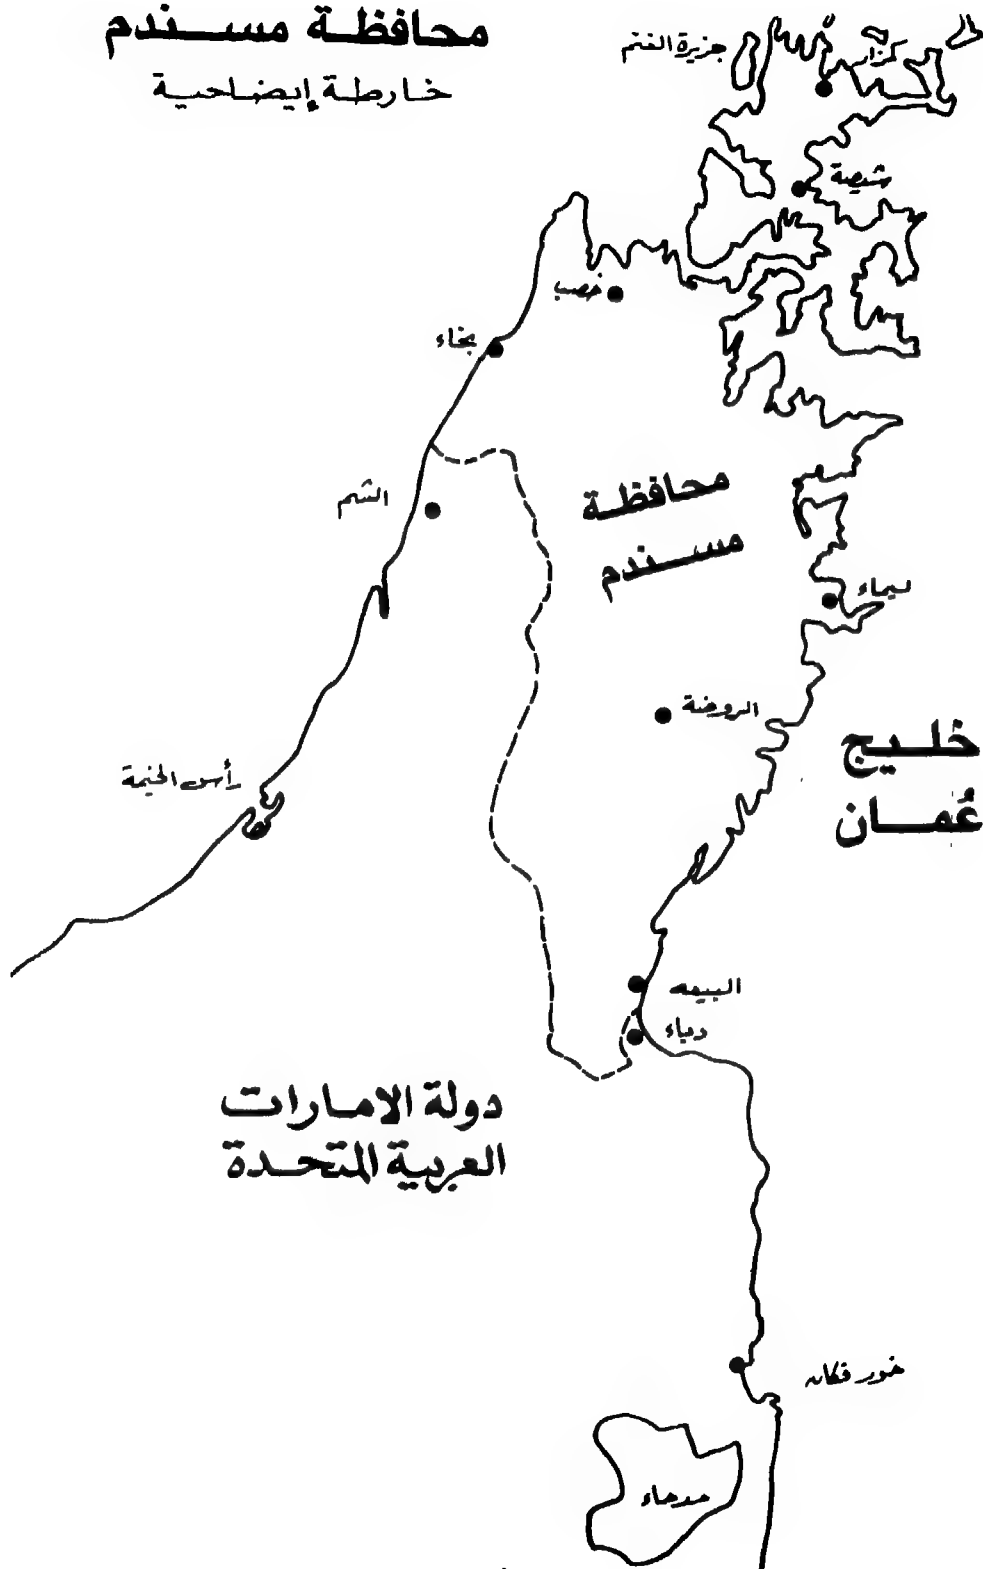 محافظة مسندم
خارطة إيضاحية
جزيرة الغنم
كمزار
شيصة
خصب
بخاء
الشم
محافظة
مسندم
ليماء
الروضة
خليج
عُمان
رأس الخيمة
البيعه
دباء
دولة الامارات
العربية المتحدة
خور فكان
مدحاء